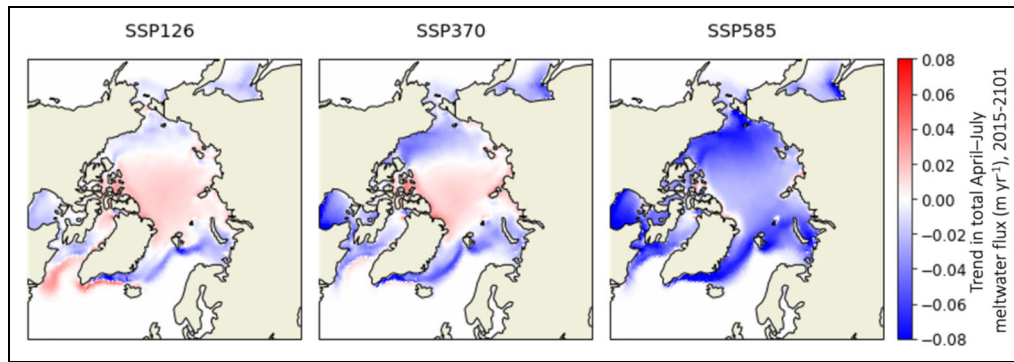 SSP126
SSP370
SSP585
0.08
0.06
0.04
0.02
0.00
−0.02
−0.04
−0.06
−0.08
Trend in total April–July
meltwater flux (m yr⁻¹), 2015-2101